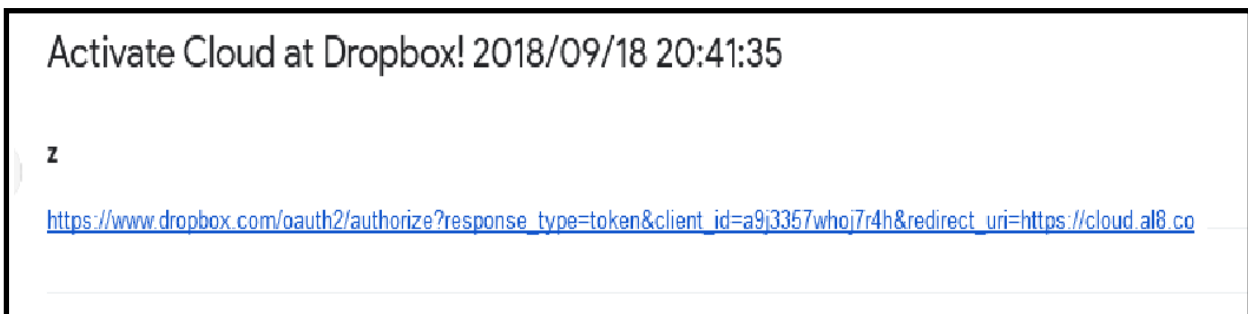 Activate Cloud at Dropbox! 2018/09/18 20:41:35
z
https://www.dropbox.com/oauth2/authorize?response_type=token&client_id=a9j3357whoj7r4h&redirect_uri=https://cloud.al8.co